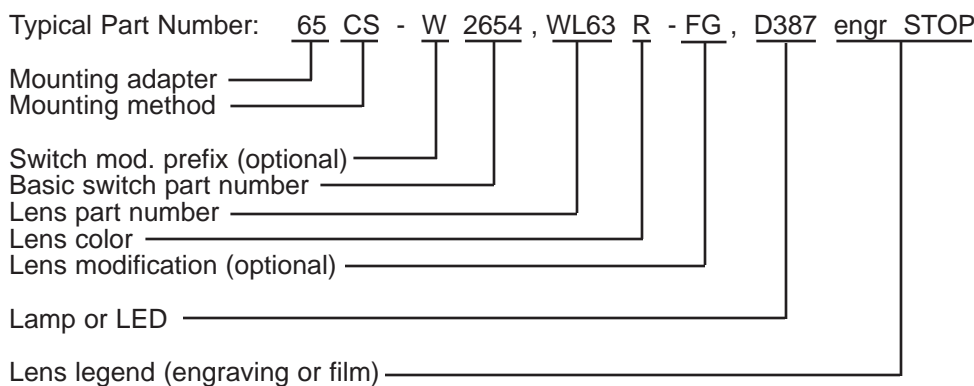 Typical Part Number: 65 CS - W 2654 , WL63 R - FG , D387 engr STOP
Mounting adapter
Mounting method
Switch mod. prefix (optional)
Basic switch part number
Lens part number
Lens color
Lens modification (optional)
Lamp or LED
Lens legend (engraving or film)